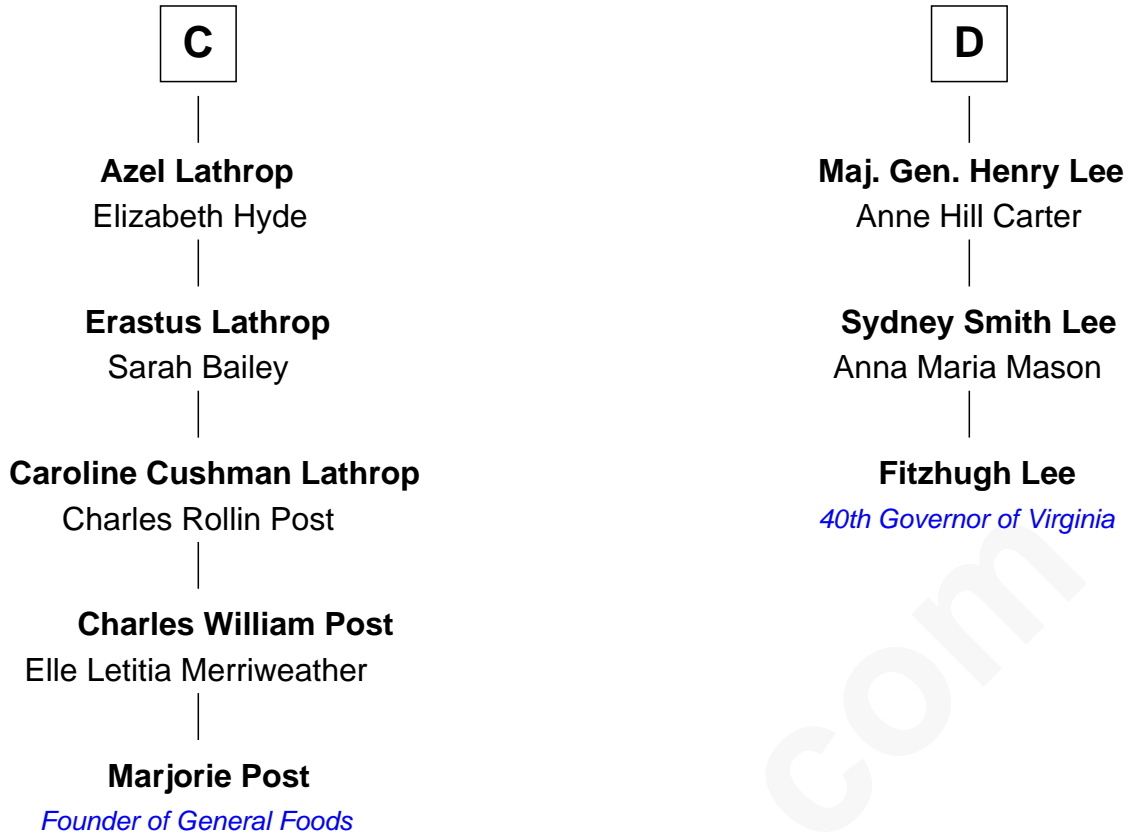 C
D
Azel Lathrop
Elizabeth Hyde
Maj. Gen. Henry Lee
Anne Hill Carter
Erastus Lathrop
Sarah Bailey
Sydney Smith Lee
Anna Maria Mason
Caroline Cushman Lathrop
Charles Rollin Post
Fitzhugh Lee
40th Governor of Virginia
Charles William Post
Elle Letitia Merriweather
Marjorie Post
Founder of General Foods
com